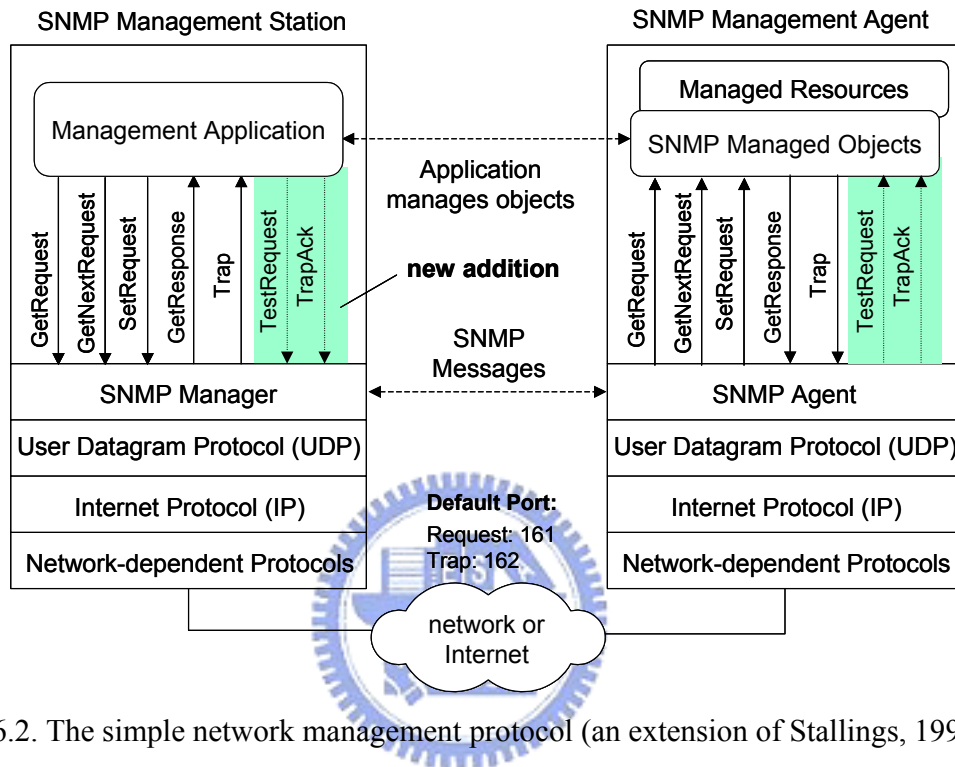 SNMP Management Station
SNMP Management Agent
Management Application
Managed Resources
SNMP Managed Objects
Application
manages objects
GetRequest
GetNextRequest
SetRequest
GetResponse
Trap
TestRequest
TrapAck
new addition
GetRequest
GetNextRequest
SetRequest
GetResponse
Trap
TestRequest
TrapAck
SNMP
Messages
SNMP Manager
SNMP Agent
User Datagram Protocol (UDP)
User Datagram Protocol (UDP)
Internet Protocol (IP)
Internet Protocol (IP)
Default Port:
Request: 161
Trap: 162
Network-dependent Protocols
Network-dependent Protocols
network or
Internet
6.2. The simple network management protocol (an extension of Stallings, 199